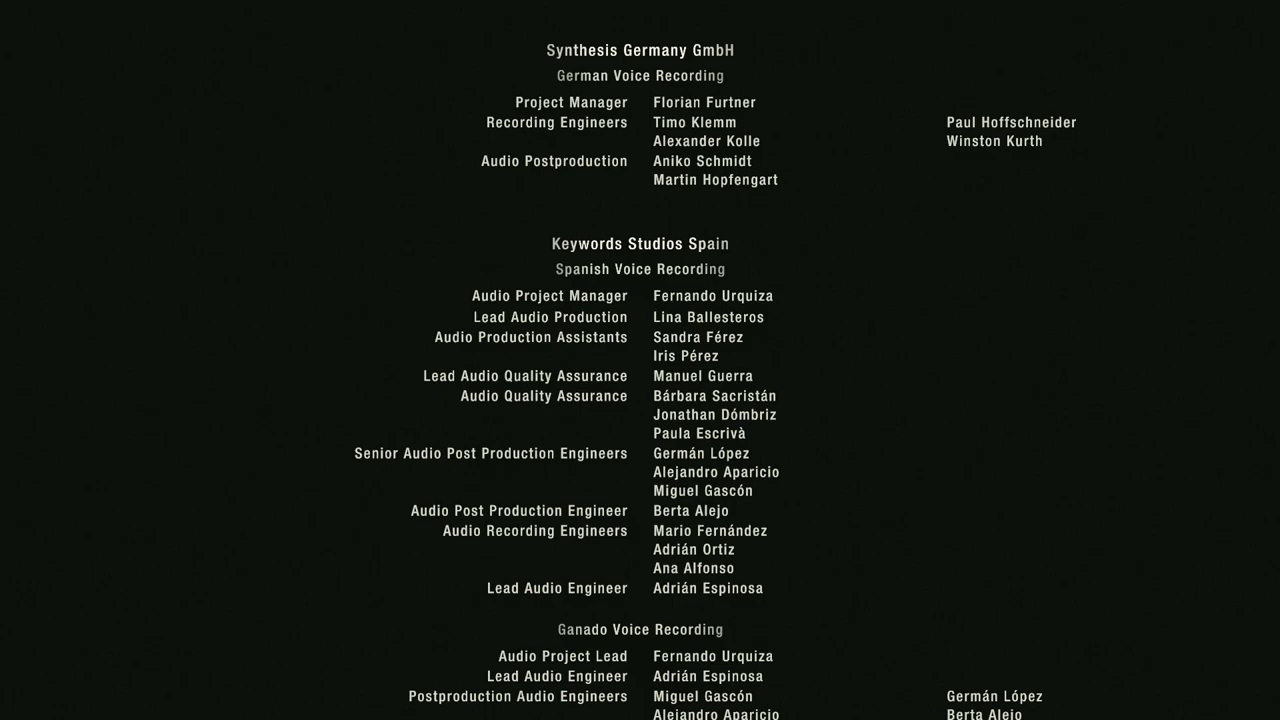 Synthesis Germany GmbH
German Voice Recording
Project Manager Florian Furtner
Recording Engineers Timo Klemm Paul Hoffschneider
Alexander Kolle Winston Kurth
Audio Postproduction Aniko Schmidt
Martin Hopfengart
Keywords Studios Spain
Spanish Voice Recording
Audio Project Manager Fernando Urquiza
Lead Audio Production Lina Ballesteros
Audio Production Assistants Sandra Férez
Iris Pérez
Lead Audio Quality Assurance Manuel Guerra
Audio Quality Assurance Bárbara Sacristán
Jonathan Dómbriz
Paula Escrivà
Senior Audio Post Production Engineers Germán López
Alejandro Aparicio
Miguel Gascón
Audio Post Production Engineer Berta Alejo
Audio Recording Engineers Mario Fernández
Adrián Ortiz
Ana Alfonso
Lead Audio Engineer Adrián Espinosa
Ganado Voice Recording
Audio Project Lead Fernando Urquiza
Lead Audio Engineer Adrián Espinosa
Postproduction Audio Engineers Miguel Gascón Germán López
Alejandro Aparicio Berta Alejo